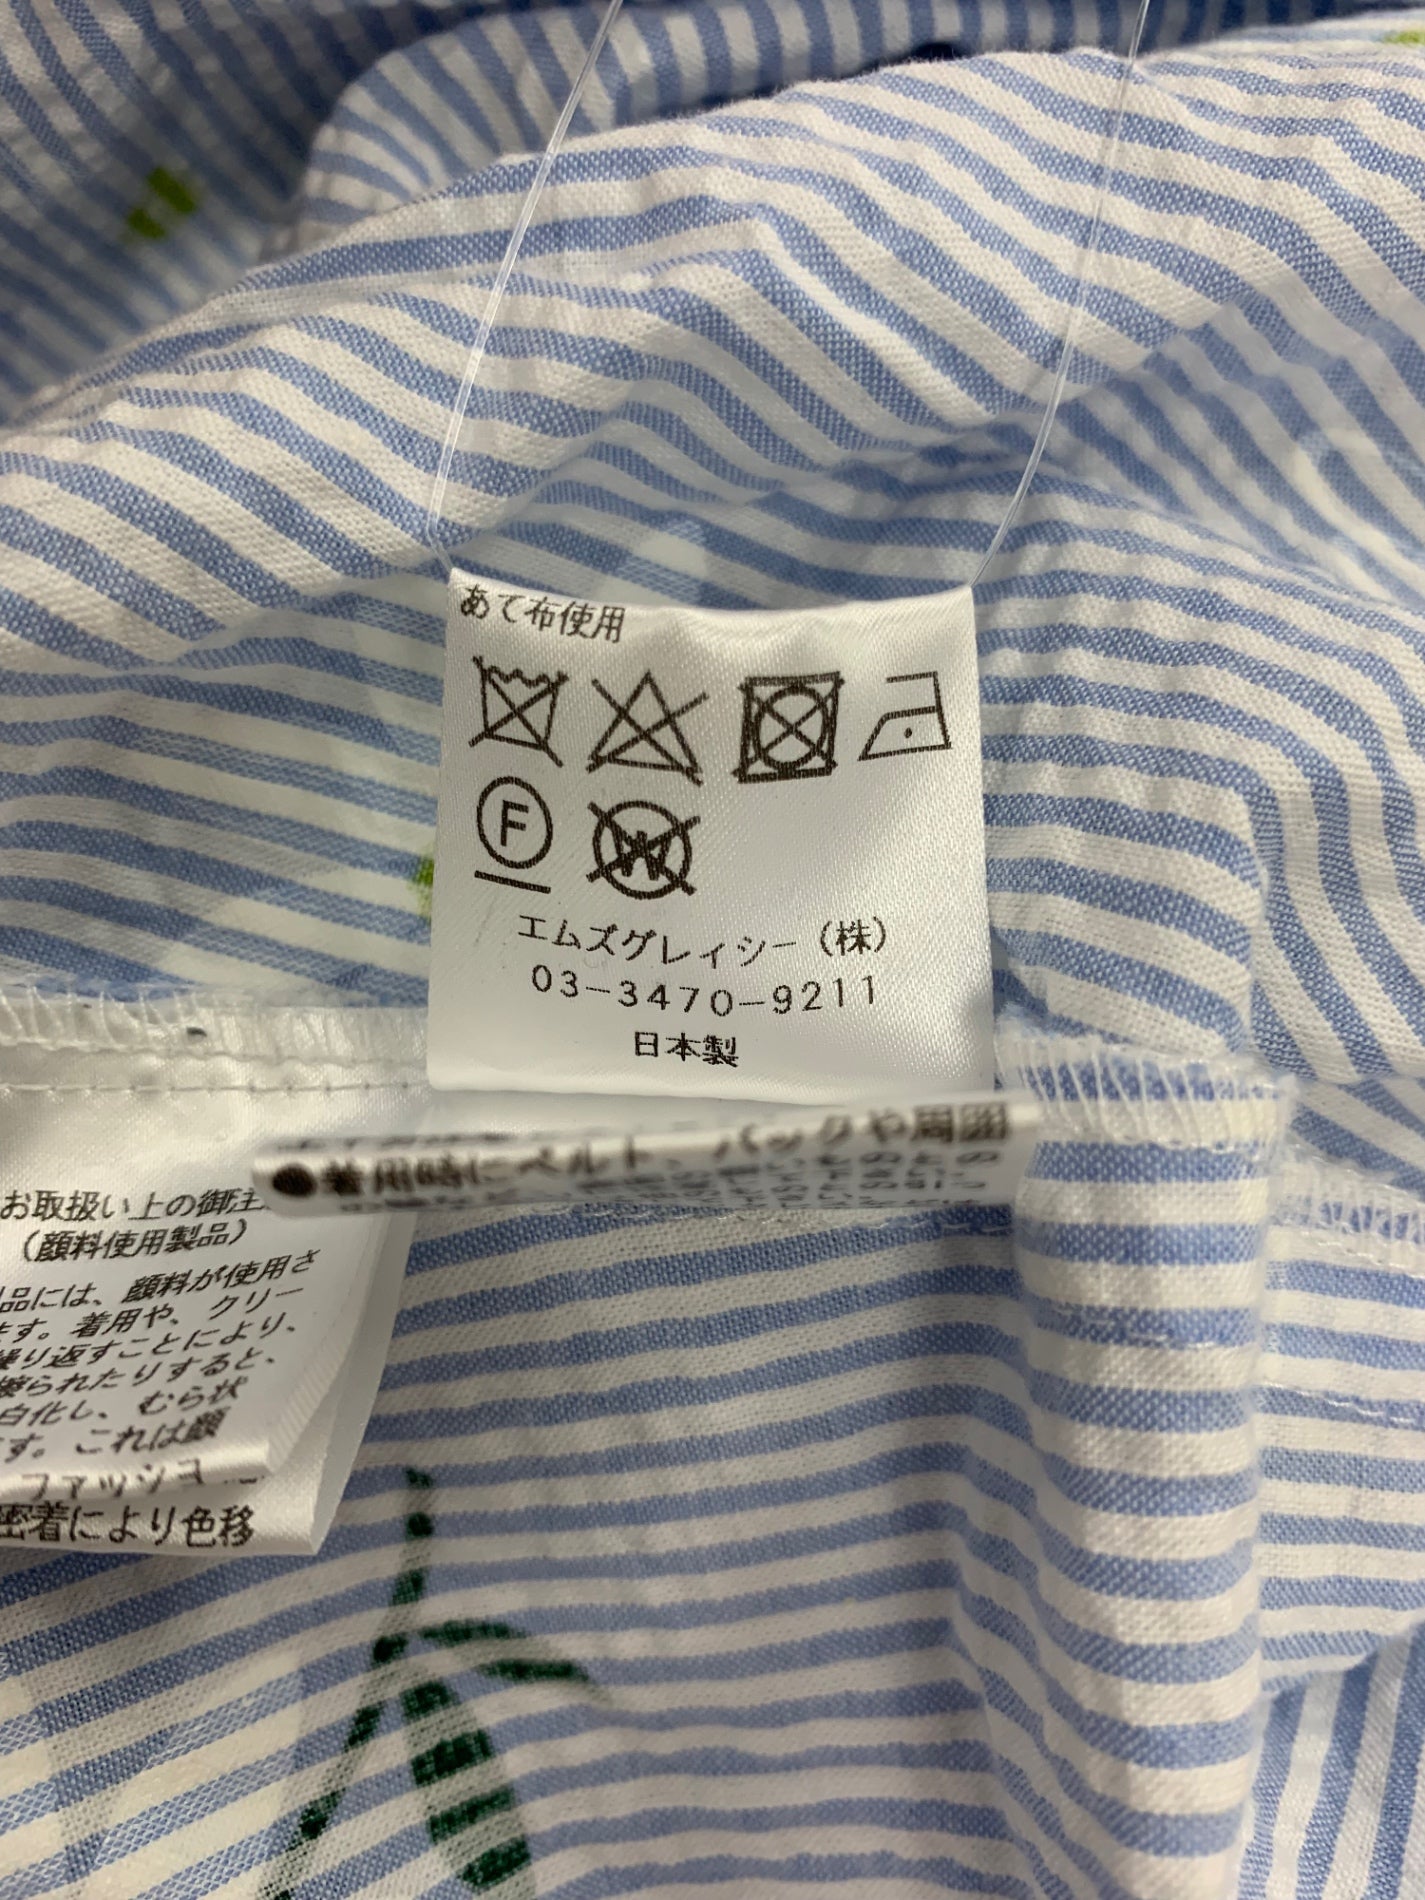 あて布使用
F
W
エムズグレィシー(株)
03-3470-9211
日本製
●着用時にベルト、バックや周囲
お取扱い上の御注
(顔料使用製品)
品には、顔料が使用さ
ます。着用や、クリー
繰り返すことにより、
擦られたりすると、
白化し、むら状
す。これは顔
ファッショ
密着により色移